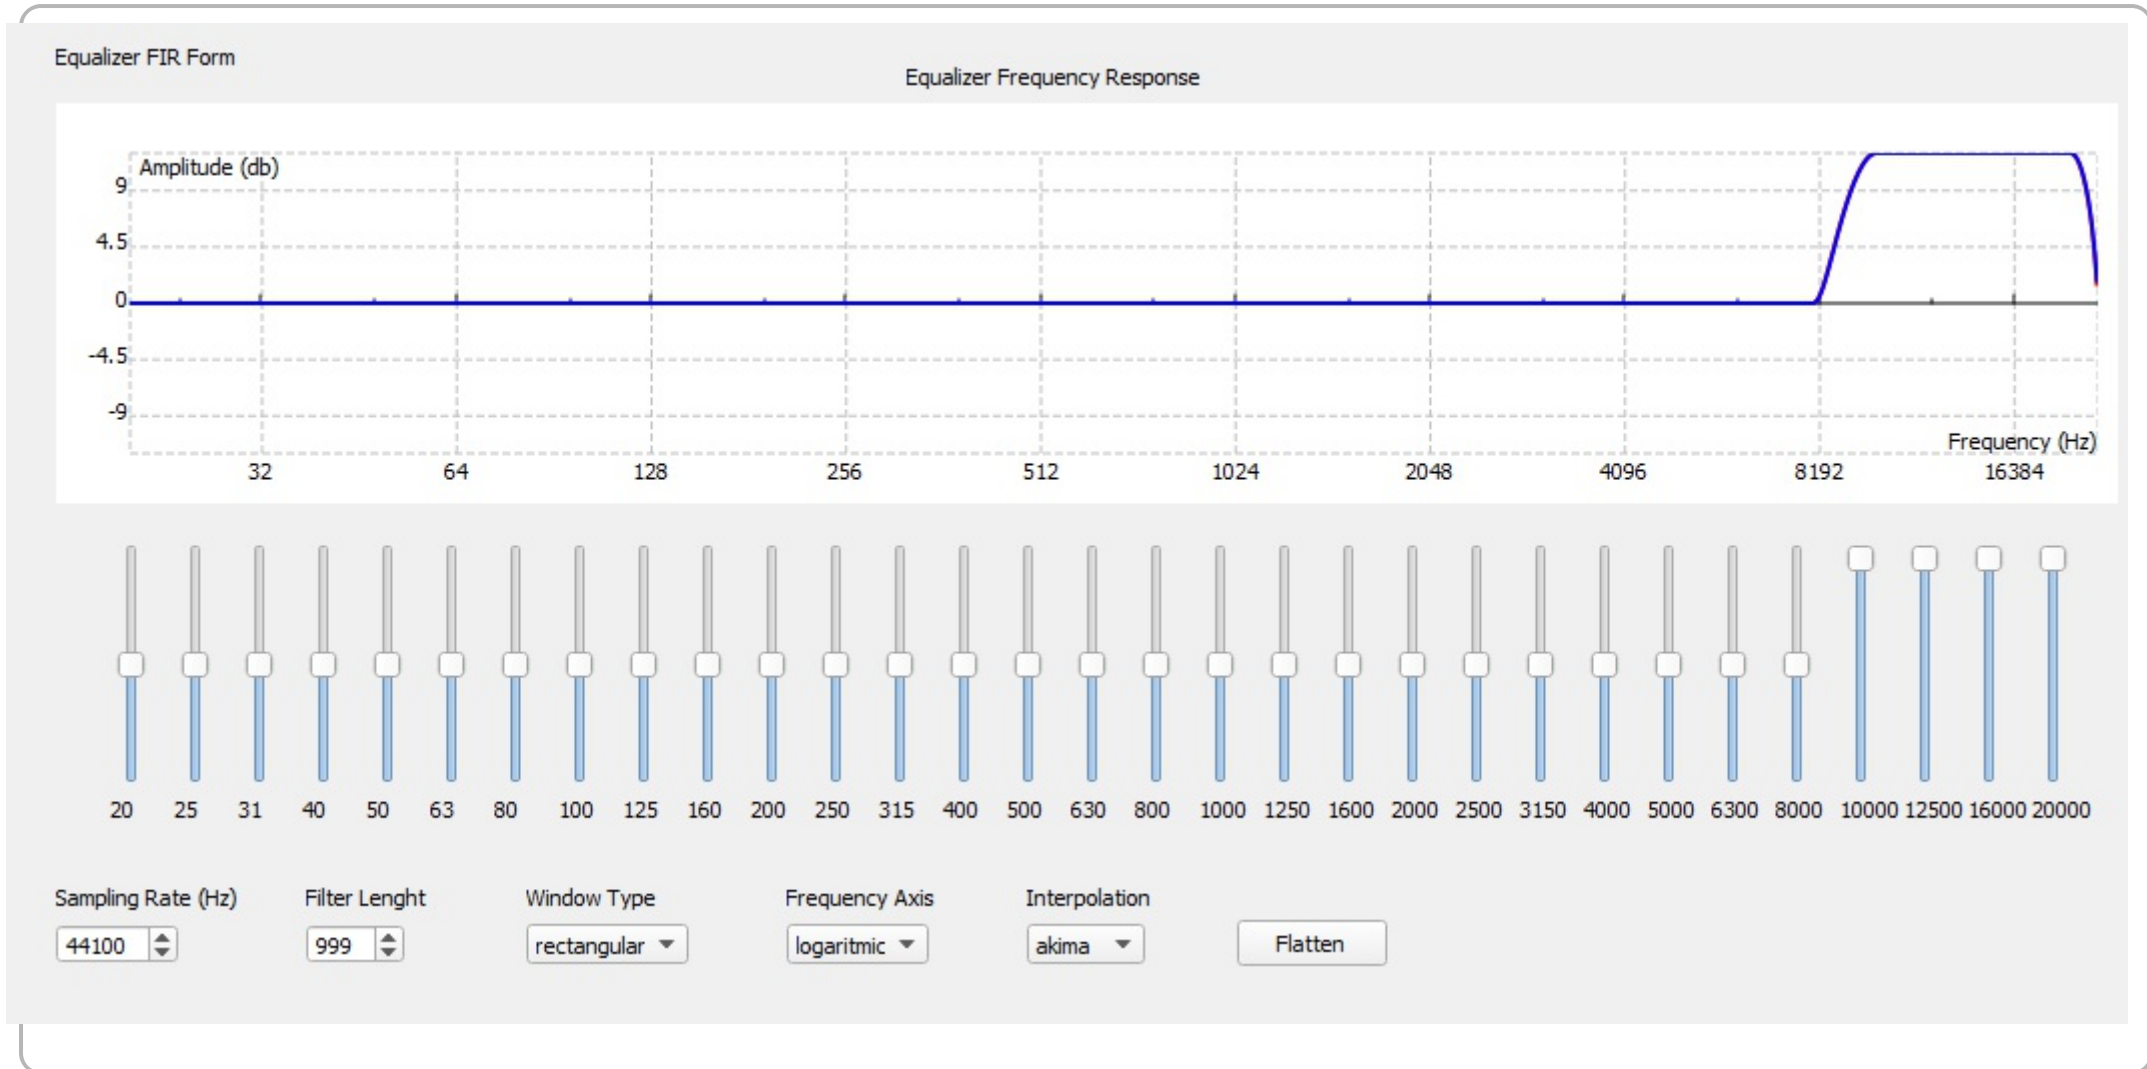 Equalizer FIR Form
Equalizer Frequency Response
Amplitude (db)
9
4.5
0
-4.5
-9
Frequency (Hz)
32 64 128 256 512 1024 2048 4096 8192 16384
20 25 31 40 50 63 80 100 125 160 200 250 315 400 500 630 800 1000 1250 1600 2000 2500 3150 4000 5000 6300 8000 10000 12500 16000 20000
Sampling Rate (Hz) Filter Lenght Window Type Frequency Axis Interpolation
44100 999 rectangular logaritmic akima Flatten